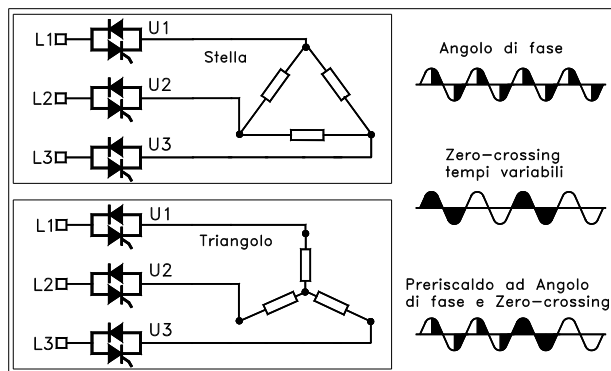 L1
U1
Stella
L2
U2
L3
U3
L1
U1
Triangolo
L2
U2
L3
U3
Angolo di fase
Zero-crossing
tempi variabili
Preriscaldo ad Angolo
di fase e Zero-crossing